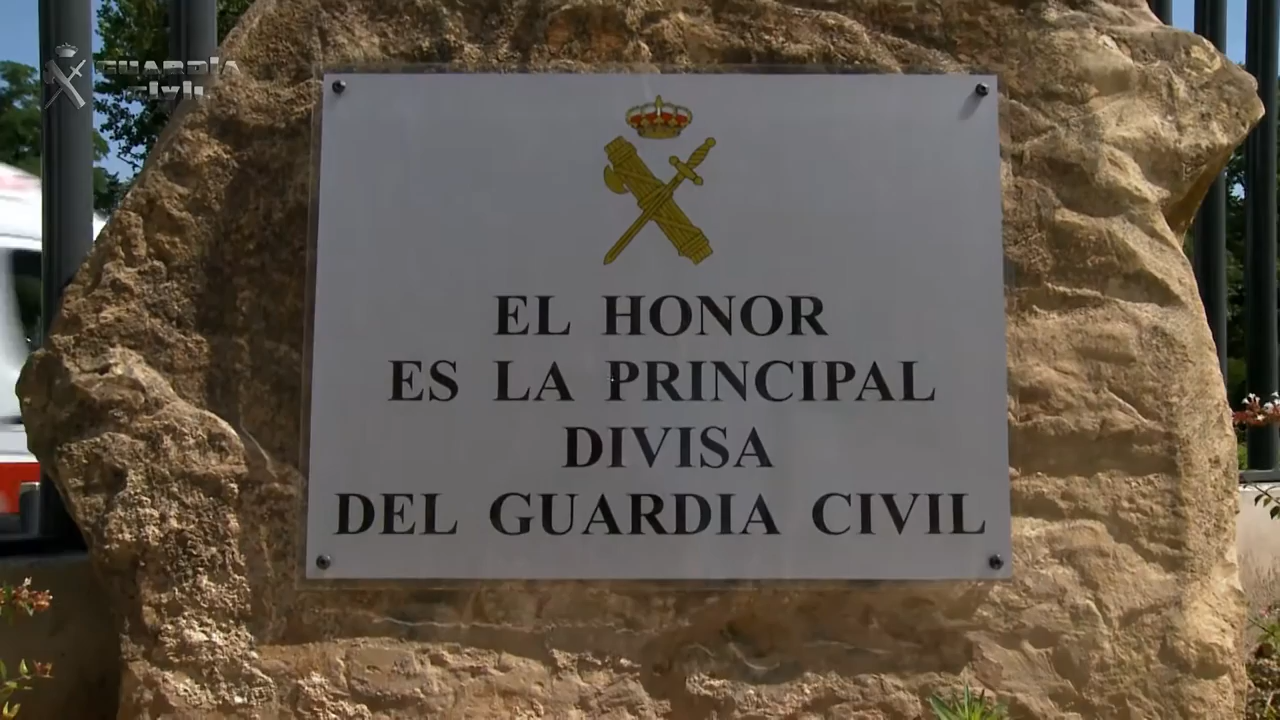 GUARDIA
CIVIL
EL HONOR
ES LA PRINCIPAL
DIVISA
DEL GUARDIA CIVIL